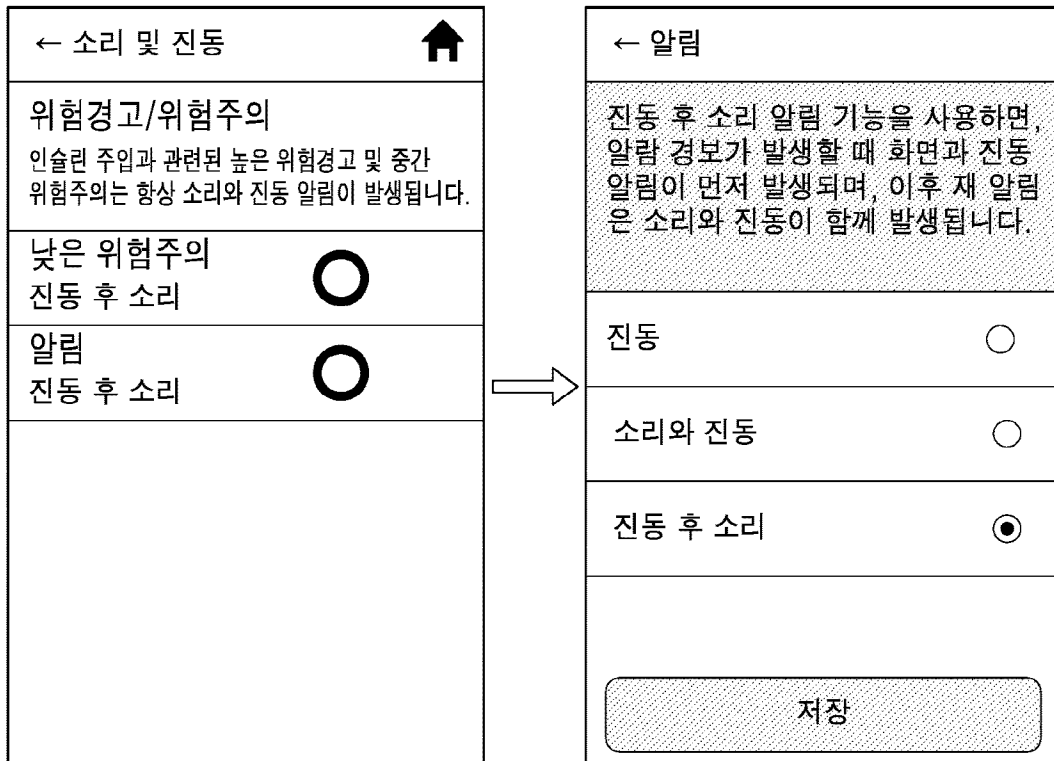 ← 소리 및 진동
위험경고/위험주의
인슐린 주입과 관련된 높은 위험경고 및 중간
위험주의는 항상 소리와 진동 알림이 발생됩니다.
낮은 위험주의
진동 후 소리
알림
진동 후 소리
← 알림
진동 후 소리 알림 기능을 사용하면,
알람 경보가 발생할 때 화면과 진동
알림이 먼저 발생되며, 이후 재 알림
은 소리와 진동이 함께 발생됩니다.
진동
소리와 진동
진동 후 소리
저장